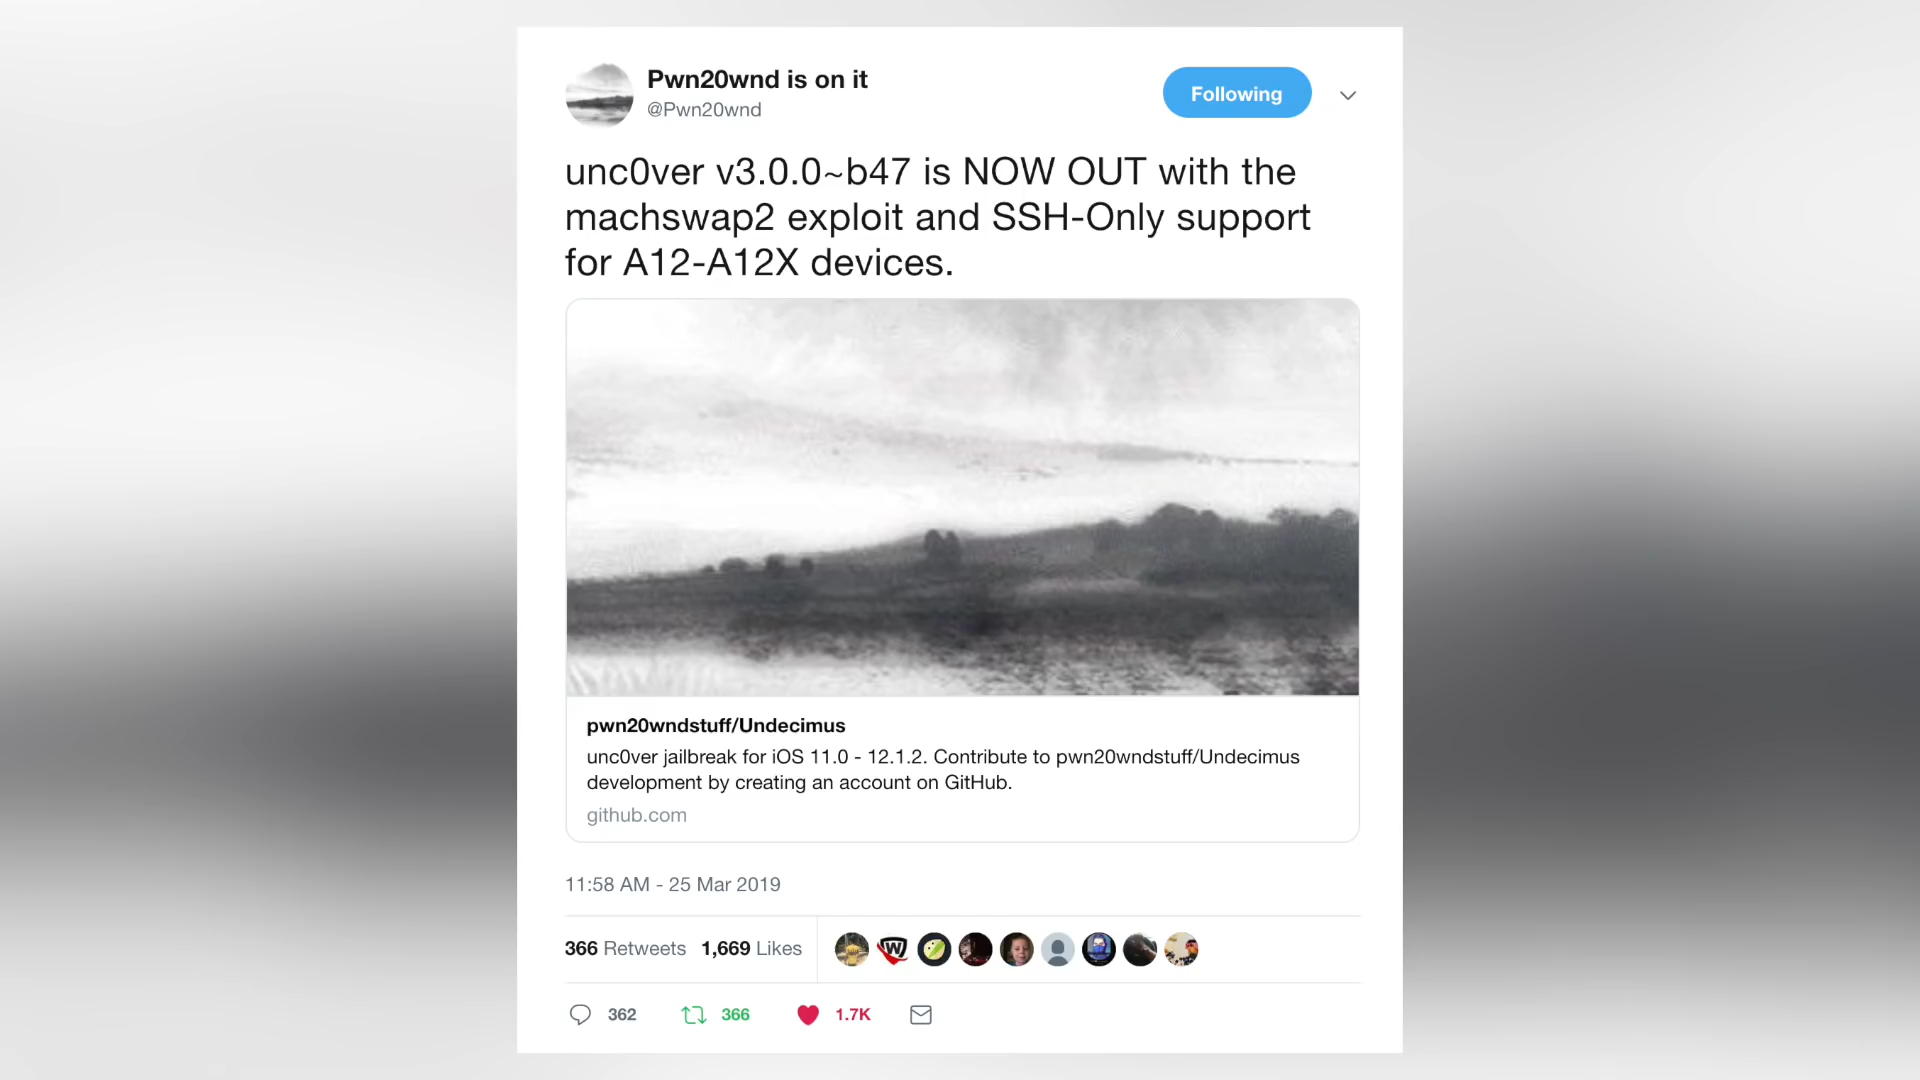 Pwn20wnd is on it
@Pwn20wnd
Following
unc0ver v3.0.0~b47 is NOW OUT with the
machswap2 exploit and SSH-Only support
for A12-A12X devices.
pwn20wndstuff/Undecimus
unc0ver jailbreak for iOS 11.0 - 12.1.2. Contribute to pwn20wndstuff/Undecimus
development by creating an account on GitHub.
github.com
11:58 AM - 25 Mar 2019
366 Retweets 1,669 Likes
W
362 366 1.7K